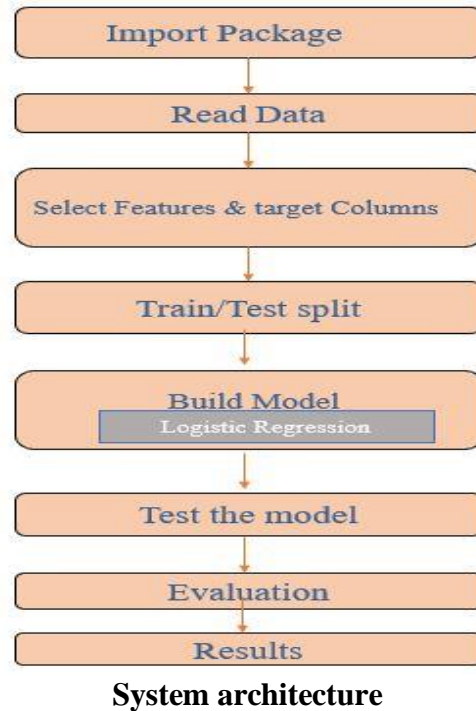 Import Package
Read Data
Select Features & target Columns
Train/Test split
Build Model
Logistic Regression
Test the model
Evaluation
Results
System architecture